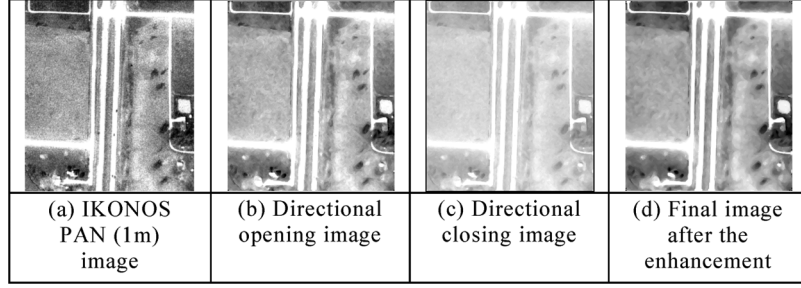 (a) IKONOS
PAN (1m)
image
(b) Directional
opening image
(c) Directional
closing image
(d) Final image
after the
enhancement